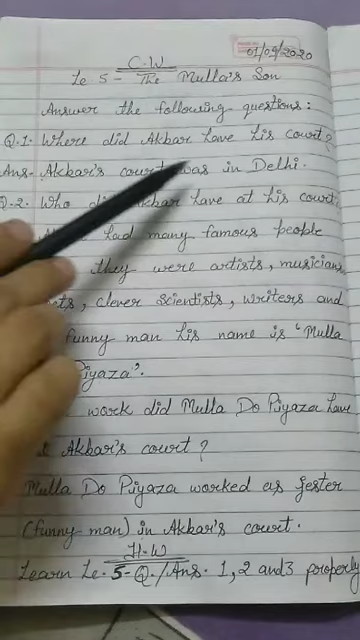 C.W
01/09/2020
Le 5 - The Mulla's Son
Answer the following questions:
Q.1. Where did Akbar have his court?
Ans- Akbar's court was in Delhi.
Q-2. Who did Akbar have at his court
had many famous people
they were artists, musicians
clever scientists, writers and
funny man his name is "Mulla
Piyaza".
work did Mulla Do Piyaza have
Akbar's court?
Mulla Do Piyaza worked as jester
(funny man) in Akbar's court.
H.W
Learn Le. 5- Q./Ans. 1, 2 and 3 properly